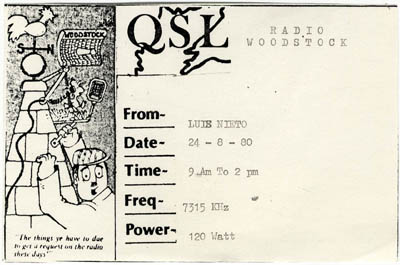 S N
WOODSTOCK
QSL
RADIO
WOODSTOCK
From- LUIS NIETO
Date- 24 - 8 - 80
Time- 9 Am To 2 pm
Freq- 7315 KHz
Power- 120 Watt
"The things ye have to dae
to get a request on the radio
these days"